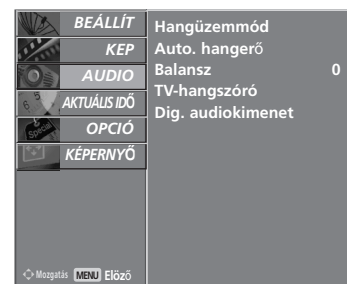 BEÁLLÍT
KEP
AUDIO
AKTUÁLIS IDŐ
OPCIÓ
KÉPERNYŐ
Hangüzemmód
Auto. hangerő
Balansz 0
TV-hangszóró
Dig. audiokimenet
Mozgatás MENU Előző